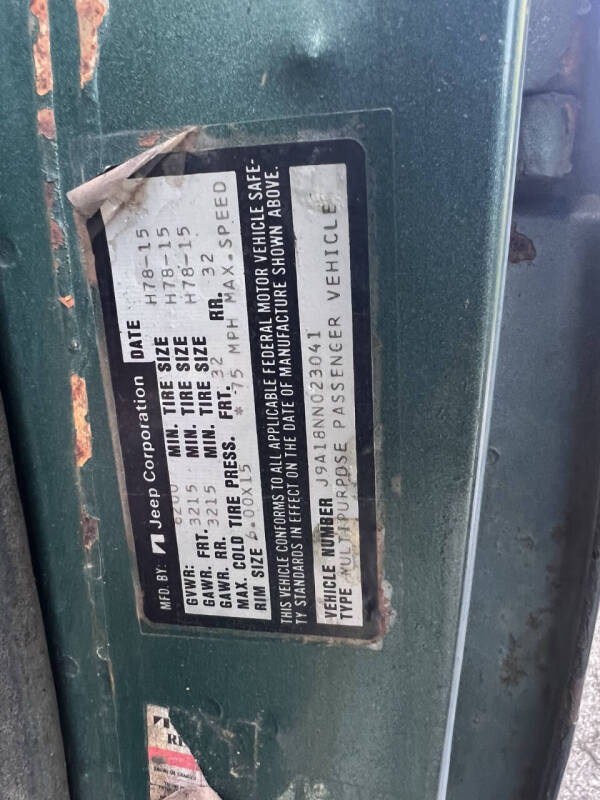 MFD. BY: Jeep Corporation DATE
GVWR: 6200 MIN. TIRE SIZE H78-15
GAWR. FRT. 3215 MIN. TIRE SIZE H78-15
GAWR. RR. 3215 MIN. TIRE SIZE H78-15
MAX. COLD TIRE PRESS. FRT. 32 RR. 32
RIM SIZE 6.00X15 * 75 MPH MAX.SPEED
THIS VEHICLE CONFORMS TO ALL APPLICABLE FEDERAL MOTOR VEHICLE SAFE-
TY STANDARDS IN EFFECT ON THE DATE OF MANUFACTURE SHOWN ABOVE.
VEHICLE NUMBER J9A18NN023041
TYPE MULTIPURPOSE PASSENGER VEHICLE